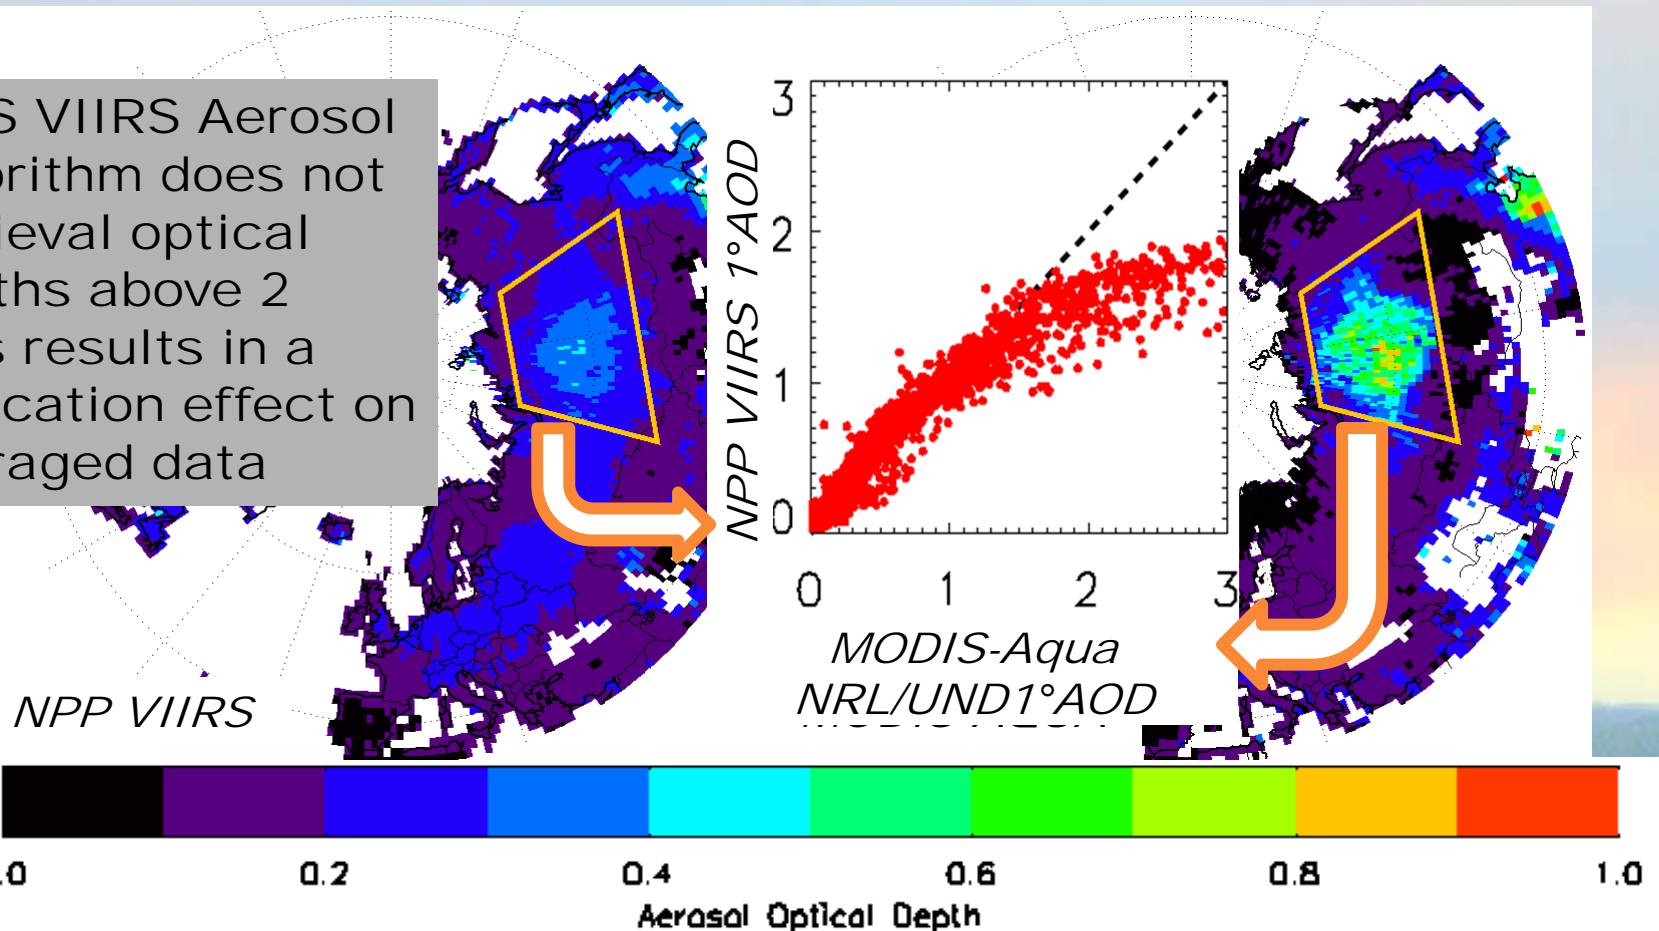 S VIIRS Aerosol
orithm does not
ieval optical
ths above 2
s results in a
cation effect on
raged data
NPP VIIRS
NPP VIIRS 1°AOD
3
2
1
0
0 1 2 3
MODIS-Aqua
NRL/UND1°AOD
.0 0.2 0.4 0.6 0.8 1.0
Aerosol Optical Depth